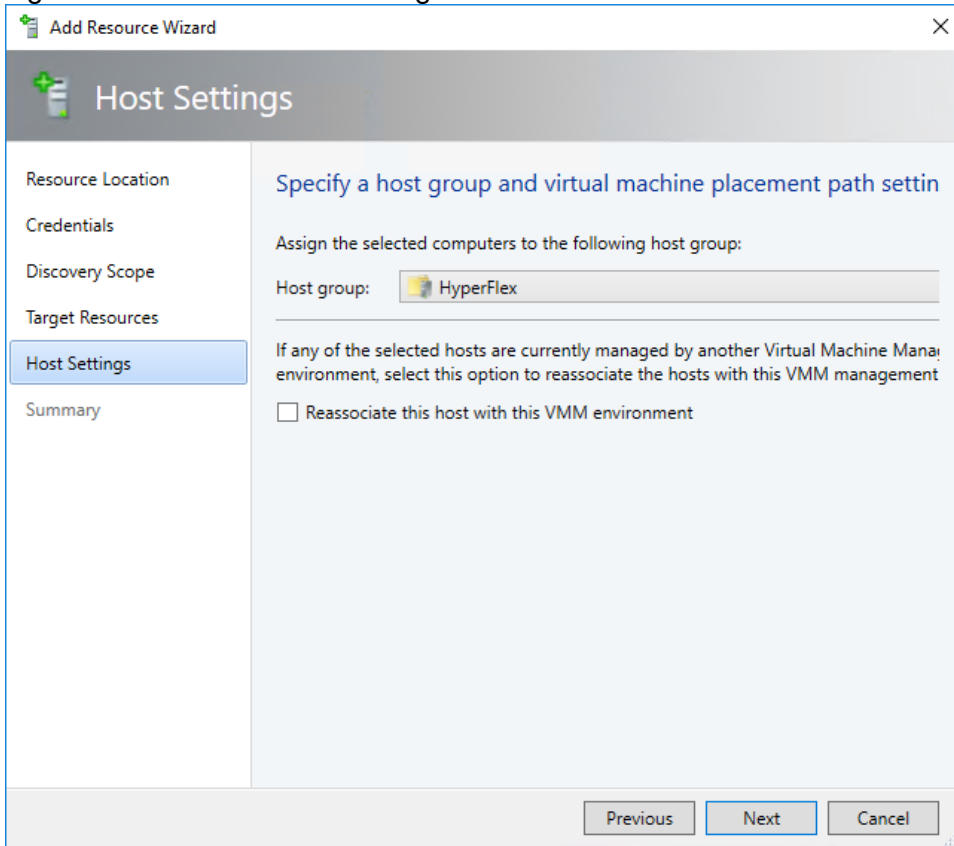 Add Resource Wizard
Host Settings
Resource Location
Credentials
Discovery Scope
Target Resources
Host Settings
Summary
Specify a host group and virtual machine placement path settin
Assign the selected computers to the following host group:
Host group: HyperFlex
If any of the selected hosts are currently managed by another Virtual Machine Mana
environment, select this option to reassociate the hosts with this VMM management
Reassociate this host with this VMM environment
Previous Next Cancel